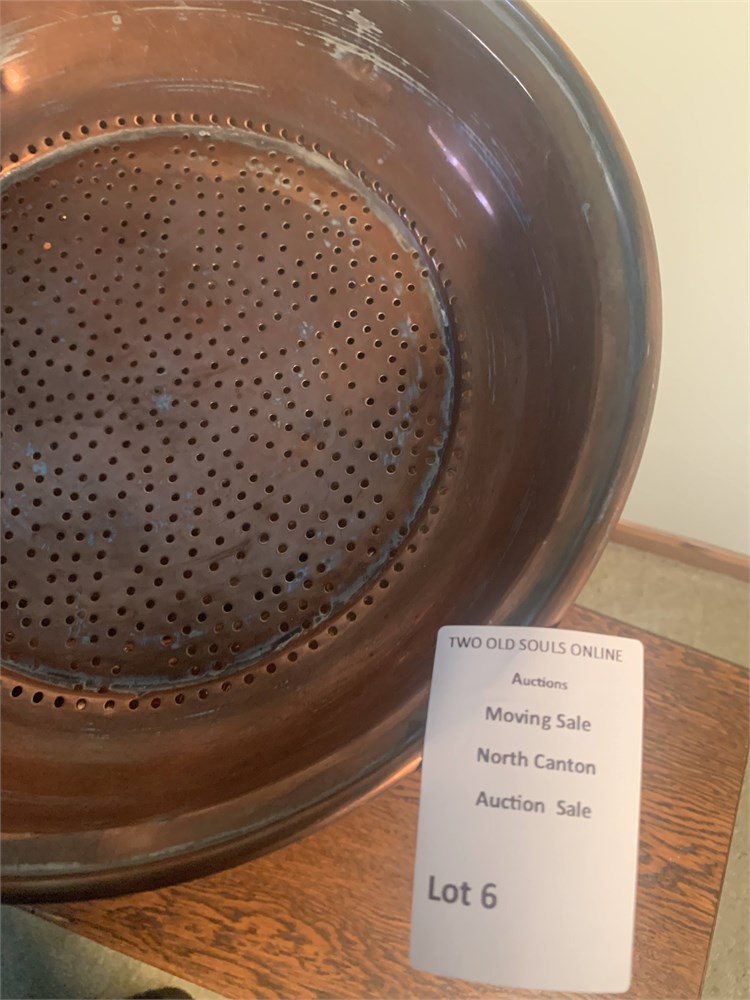 TWO OLD SOULS ONLINE
Auctions
Moving Sale
North Canton
Auction Sale
Lot 6